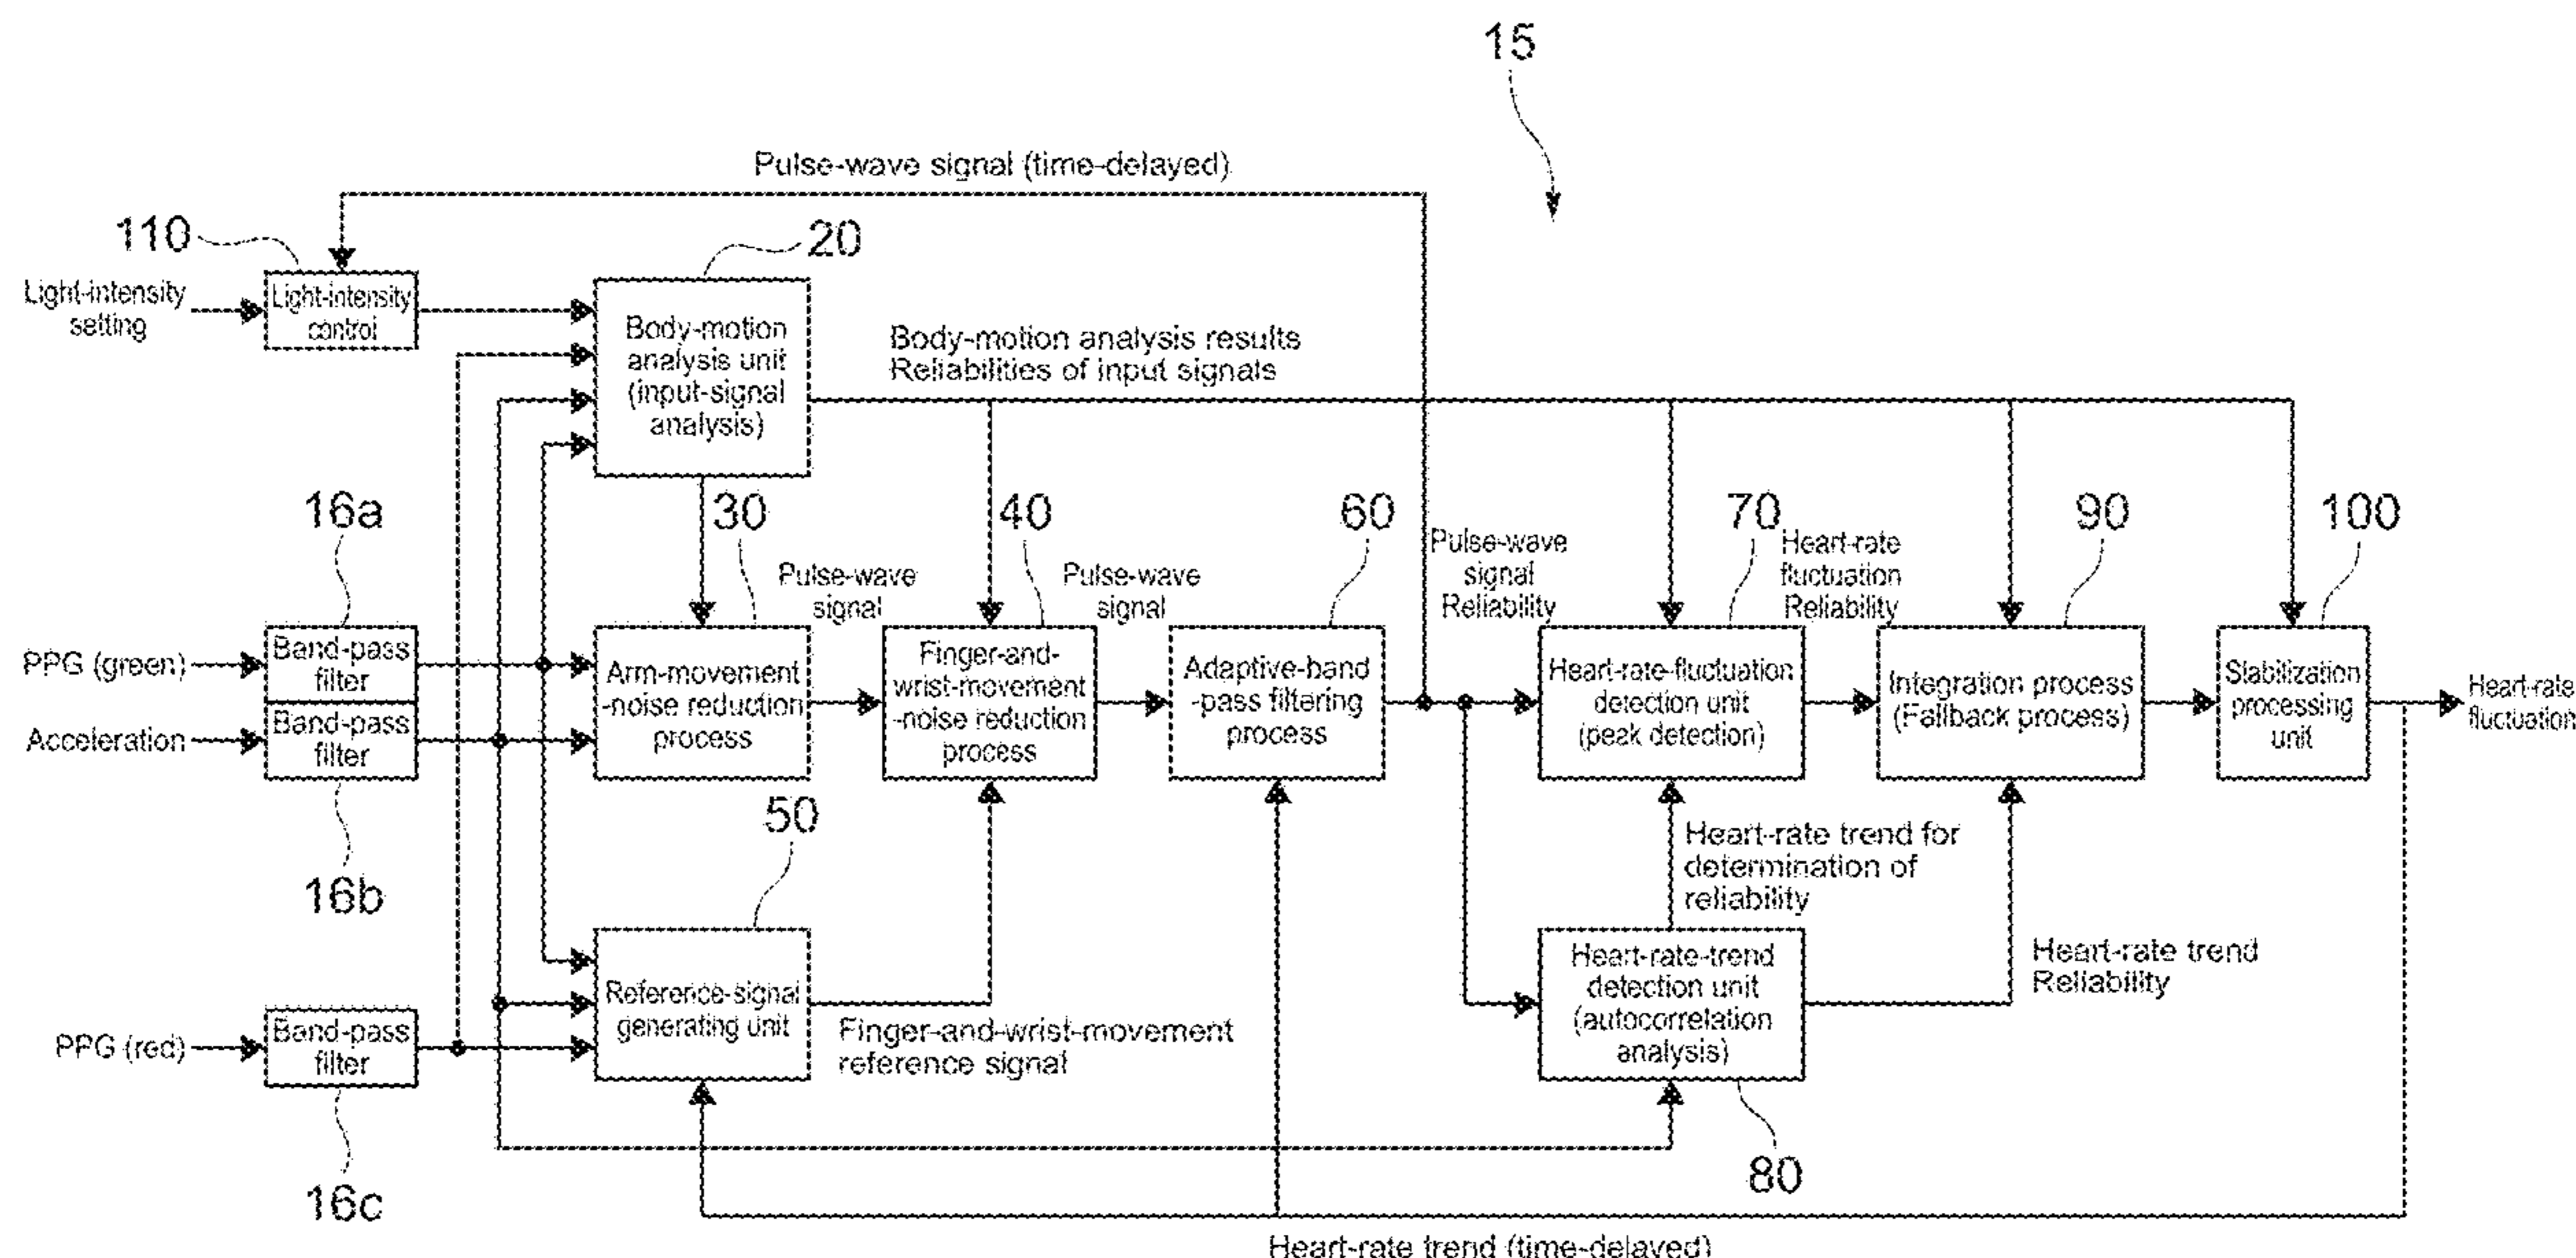 15
Pulse-wave signal (time-delayed)
110
20
Light-intensity
setting
Light-intensity
control
Body-motion
analysis unit
(input-signal
analysis)
Body-motion analysis results
Reliabilities of input signals
16a
30
40
60
70
90
100
Pulse-wave
signal
Pulse-wave
signal
Pulse-wave
signal
Reliability
Heart-rate
fluctuation
Reliability
PPG (green)
Band-pass
filter
Acceleration
Band-pass
filter
Arm-movement
-noise reduction
process
Finger-and-
wrist-movement
-noise reduction
process
Adaptive-band
-pass filtering
process
Heart-rate-fluctuation
detection unit
(peak detection)
Integration process
(Fallback process)
Stabilization
processing
unit
Heart-rate
fluctuation
16b
50
Heart-rate trend for
determination of
reliability
PPG (red)
Band-pass
filter
Reference-signal
generating unit
Finger-and-wrist-movement
reference signal
Heart-rate-trend
detection unit
(autocorrelation
analysis)
Heart-rate trend
Reliability
16c
80
Heart-rate trend (time-delayed)